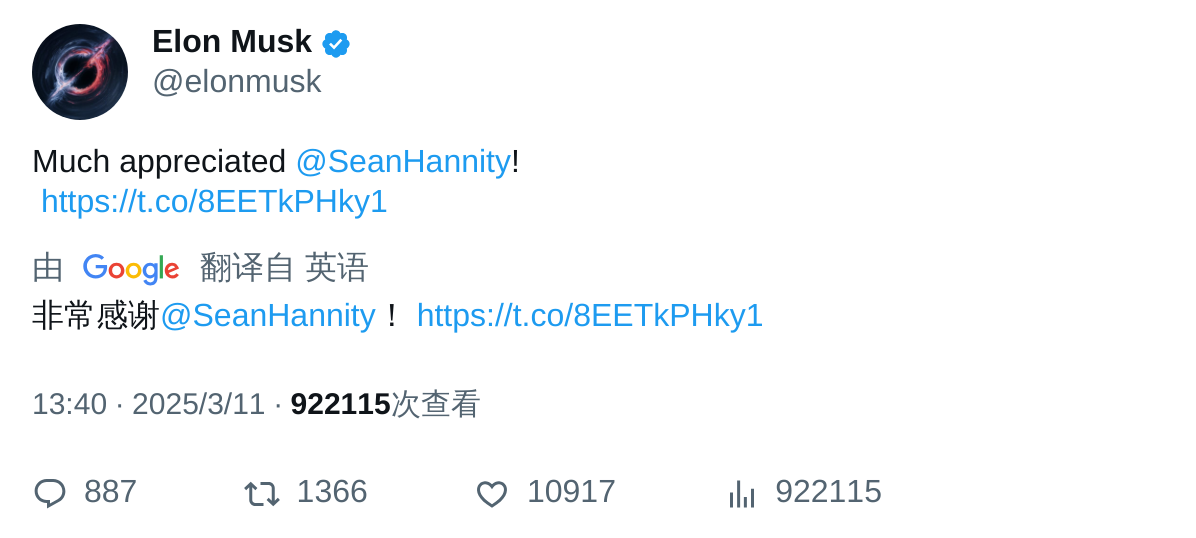 Elon Musk
@elonmusk
Much appreciated @SeanHannity!
https://t.co/8EETkPHky1
由 Google 翻译自 英语
非常感谢@SeanHannity！ https://t.co/8EETkPHky1
13:40 · 2025/3/11 · 922115次查看
887 1366 10917 922115